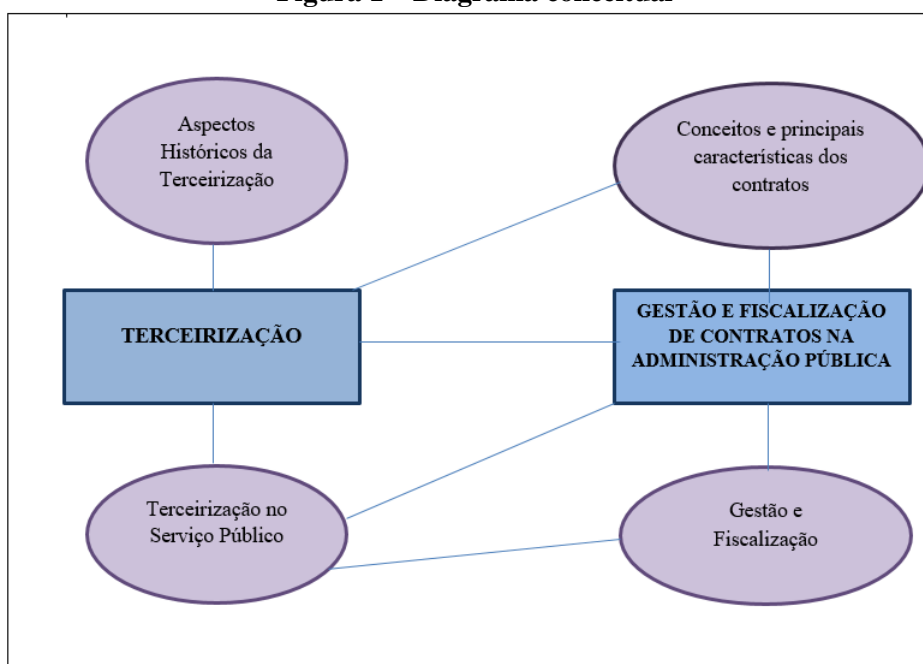 Aspectos
Históricos da
Terceirização
Conceitos e principais
características dos
contratos
TERCEIRIZAÇÃO
GESTÃO E FISCALIZAÇÃO
DE CONTRATOS NA
ADMINISTRAÇÃO PÚBLICA
Terceirização no
Serviço Público
Gestão e
Fiscalização